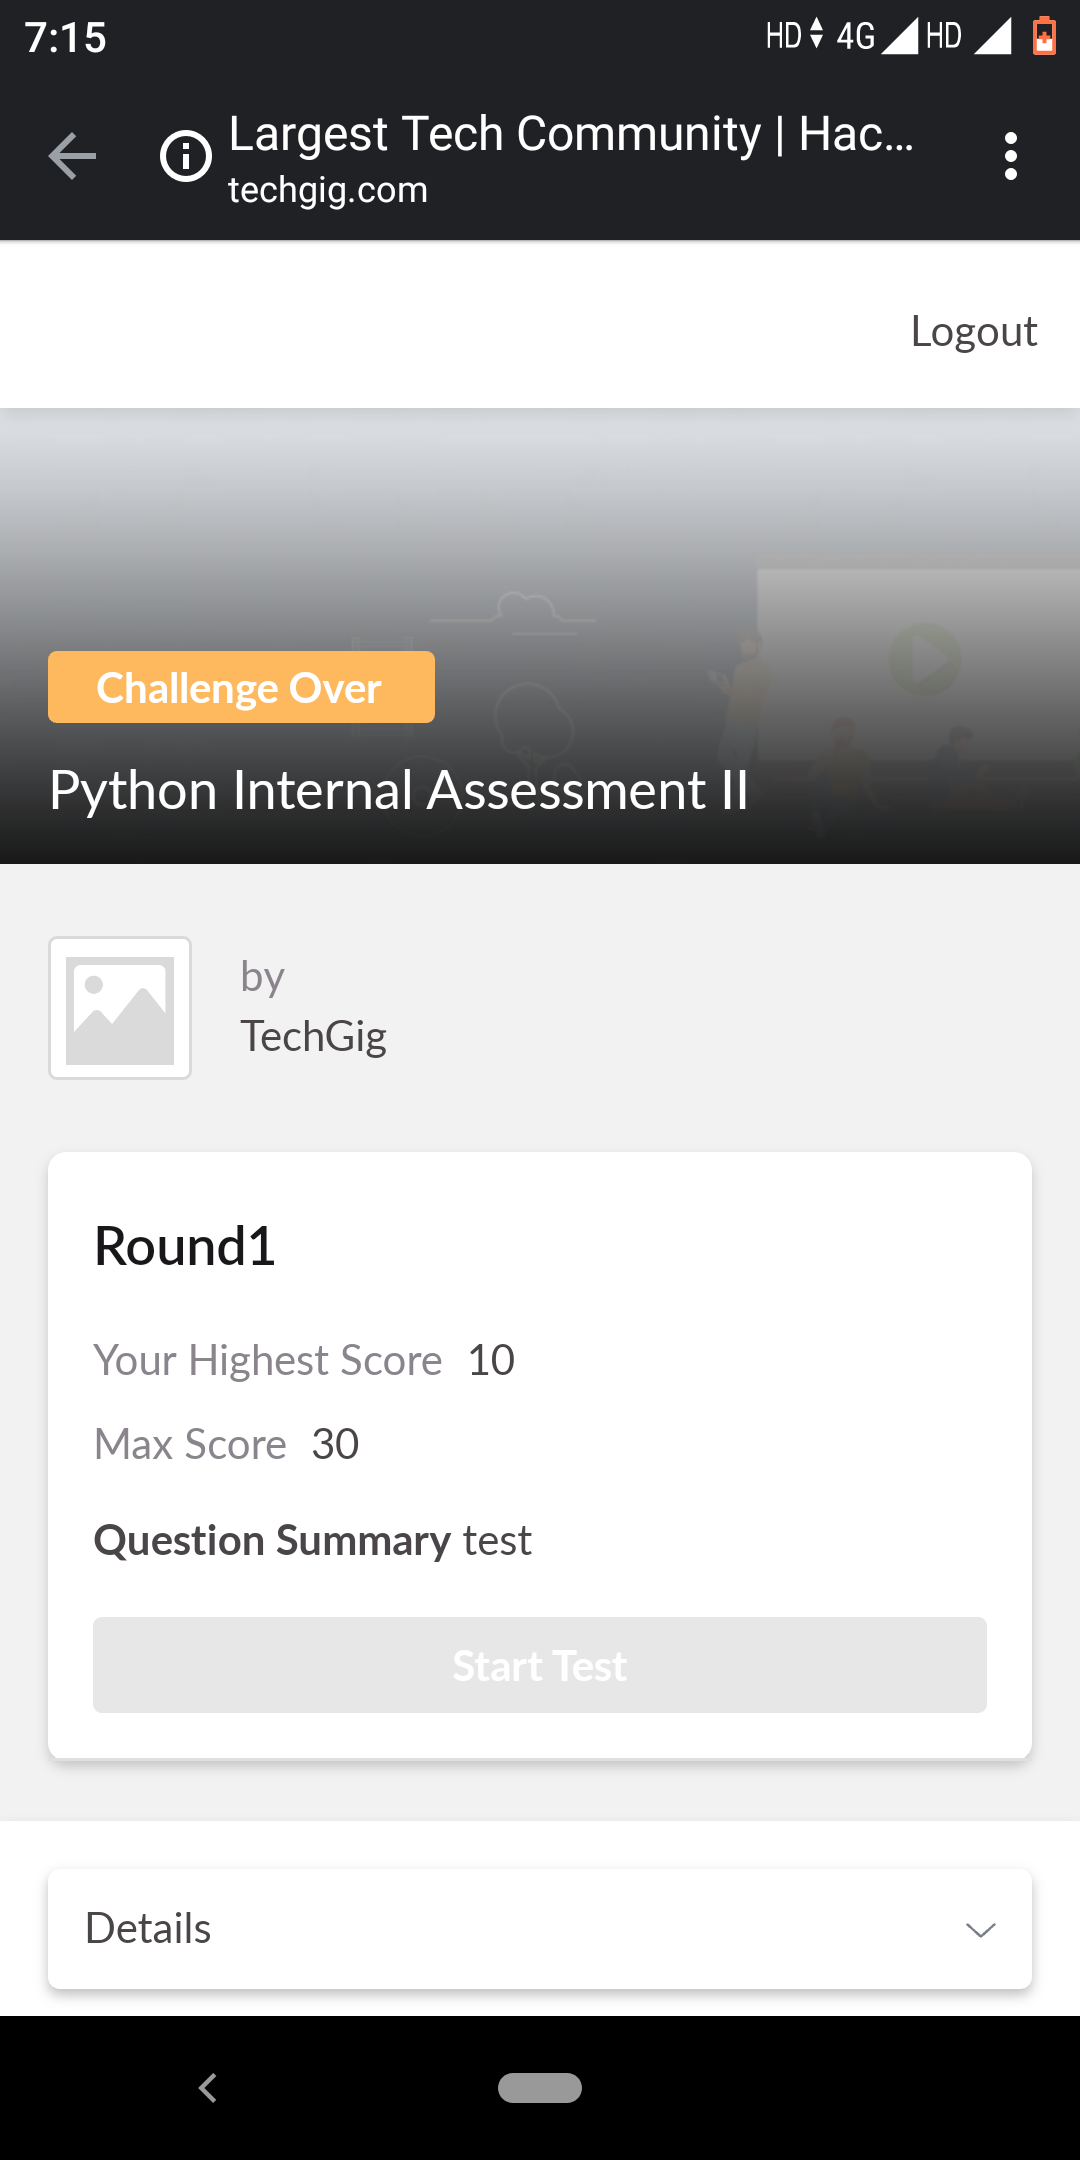 7:15
HD 4G HD
Largest Tech Community | Hac...
techgig.com
Logout
Challenge Over
Python Internal Assessment II
by
TechGig
Round1
Your Highest Score 10
Max Score 30
Question Summary test
Start Test
Details